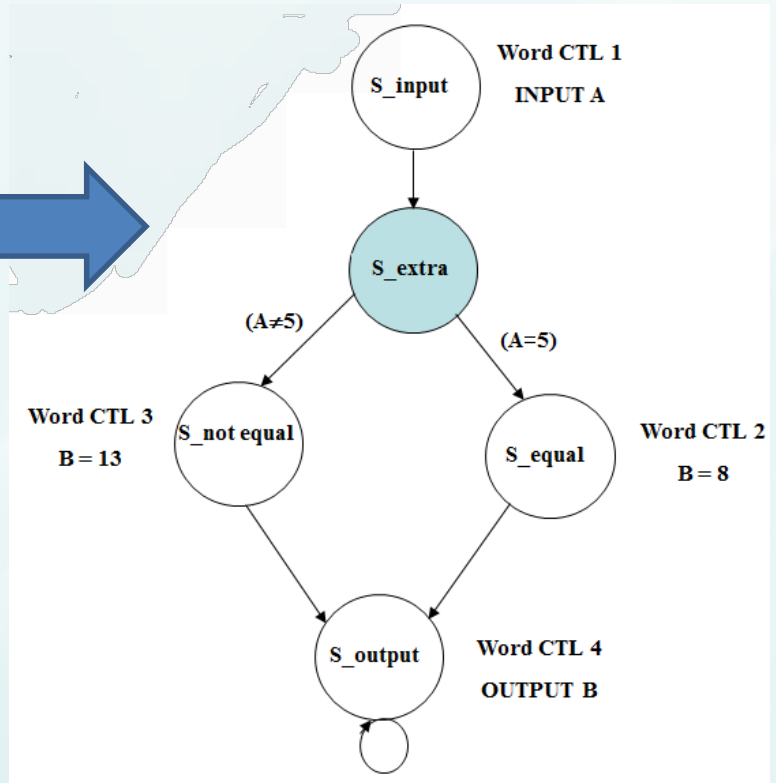 Word CTL 1
S_input
INPUT A
S_extra
(A≠5)
(A=5)
Word CTL 3
S_not equal
B = 13
Word CTL 2
S_equal
B = 8
S_output
Word CTL 4
OUTPUT B